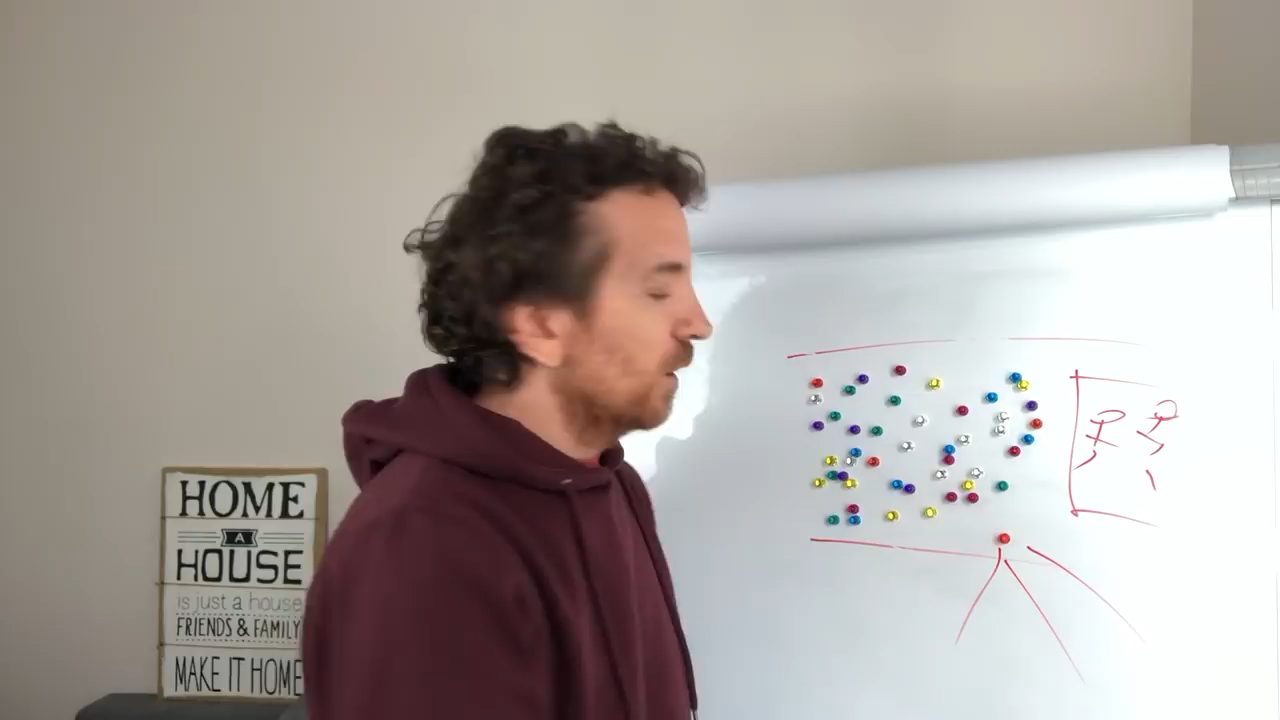 HOME
A
HOUSE
is just a house
FRIENDS & FAMILY
MAKE IT HOME